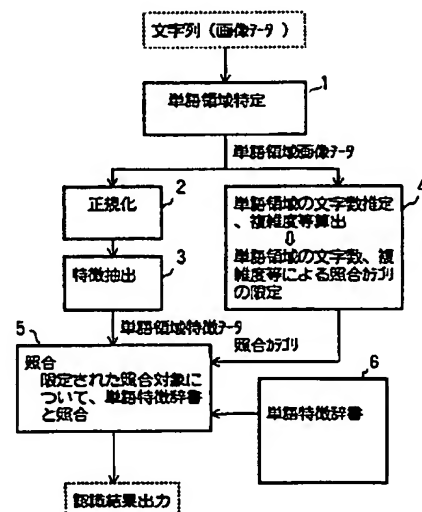 文字列(画像データ)
1
単語領域特定
単語領域画像データ
2
正規化
3
特徴抽出
4
単語領域の文字数推定
、複雑度等算出
⇩
単語領域の文字数、複
雑度等による照合カテゴリ
の限定
単語領域特徴データ
照合カテゴリ
5
照合
限定された照合対象に
ついて、単語特徴辞書
と照合
6
単語特徴辞書
認識結果出力